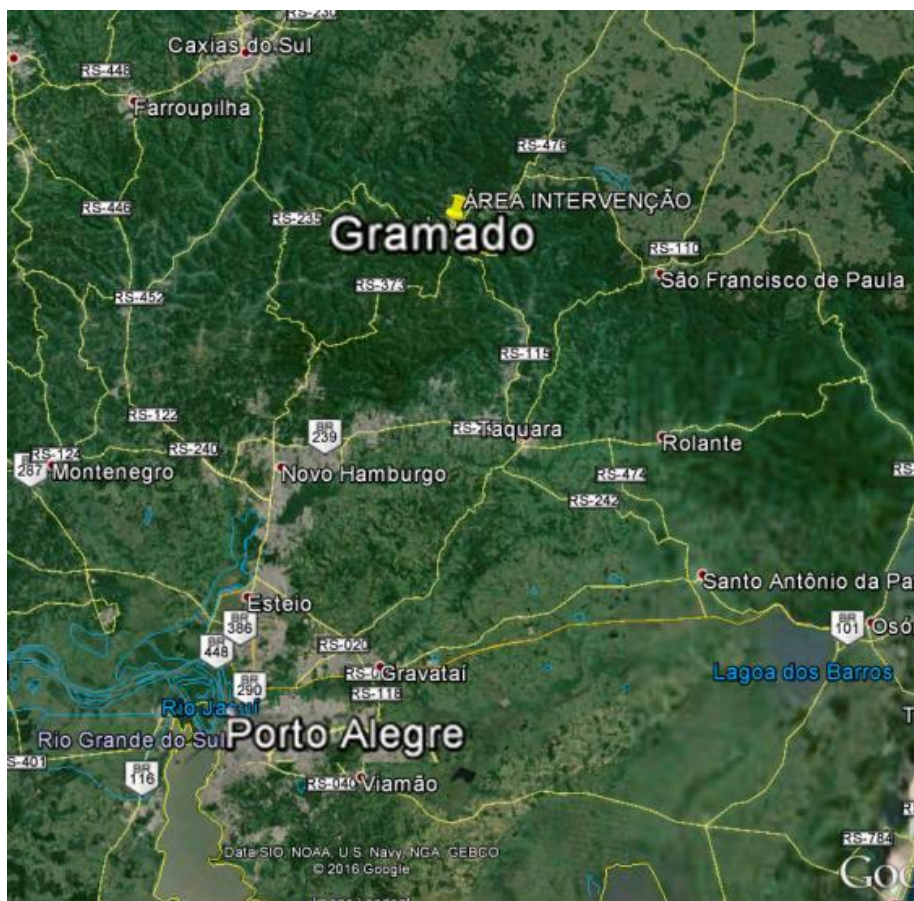 RS-230
Caxias do Sul
RS-448
Farroupilha
RS-476
ÁREA INTERVENÇÃO
RS-446
RS-235
Gramado
RS-110
São Francisco de Paula
RS-373
RS-452
RS-115
RS-122
BR
239
Taquara
RS-124
RS-240
Rolante
BR
287
Montenegro
Novo Hamburgo
RS-474
RS-242
Santo Antônio da Pa
Esteio
BR
386
BR
101
Osó
RS-020
BR
448
Gravataí
Lagoa dos Barros
BR
290
RS-118
Rio Jacuí
Rio Grande do Sul
Porto Alegre
S-401
BR
116
RS-040
Viamão
RS-784
Data SIO, NOAA, U.S. Navy, NGA, GEBCO
© 2016 Google
Goo